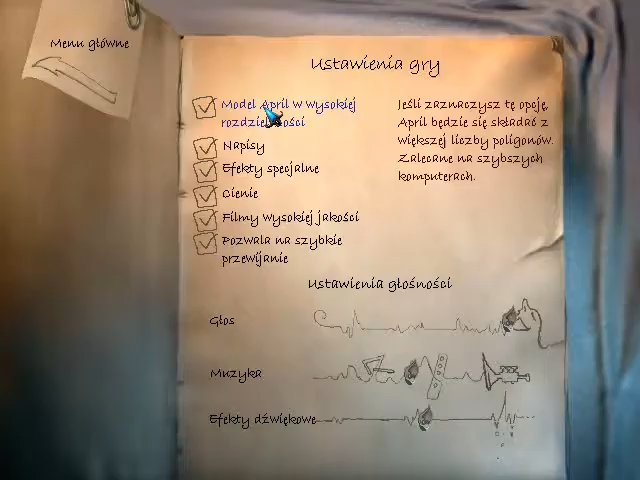 Menu główne
Ustawienia gry
Model April w wysokiej
rozdzielczości
Napisy
Efekty specjalne
Cienie
Filmy wysokiej jakości
Pozwala na szybkie
przewijanie
Jeśli zaznaczysz tę opcję,
April będzie się składać z
większej liczby poligonów.
Zalecane na szybszych
komputerach.
Ustawienia głośności
Głos
Muzyka
Efekty dźwiękowe